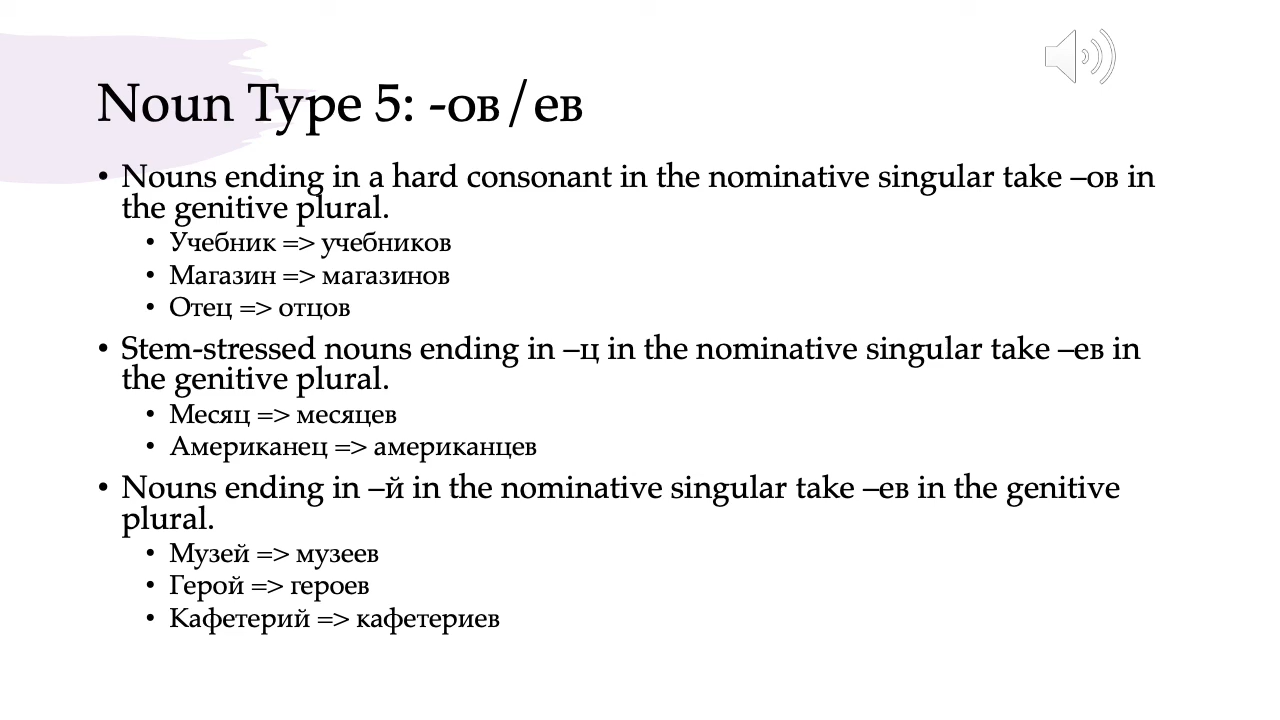 Noun Type 5: -ов/ев
• Nouns ending in a hard consonant in the nominative singular take –ов in
the genitive plural.
• Учебник => учебников
• Магазин => магазинов
• Отец => отцов
• Stem-stressed nouns ending in –ц in the nominative singular take –ев in
the genitive plural.
• Месяц => месяцев
• Американец => американцев
• Nouns ending in –й in the nominative singular take –ев in the genitive
plural.
• Музей => музеев
• Герой => героев
• Кафетерий => кафетериев